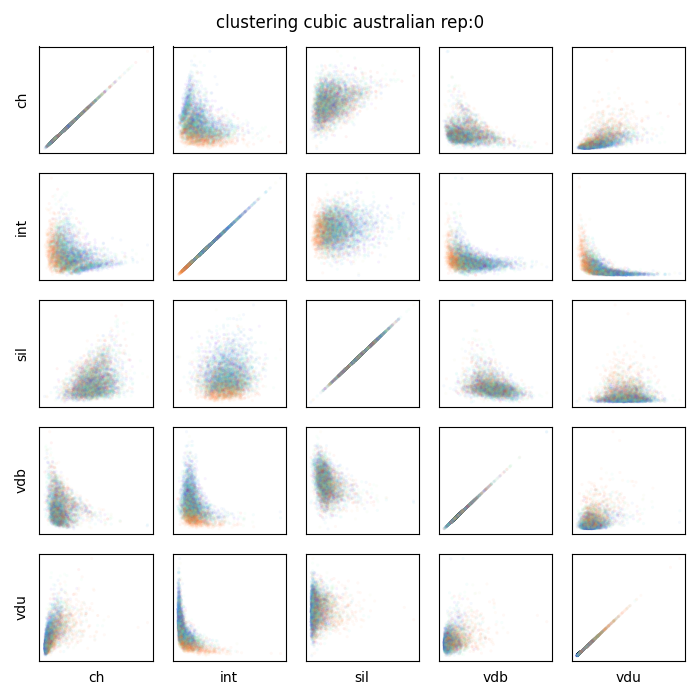 clustering cubic australian rep:0
ch
int
sil
vdb
vdu
ch
int
sil
vdb
vdu